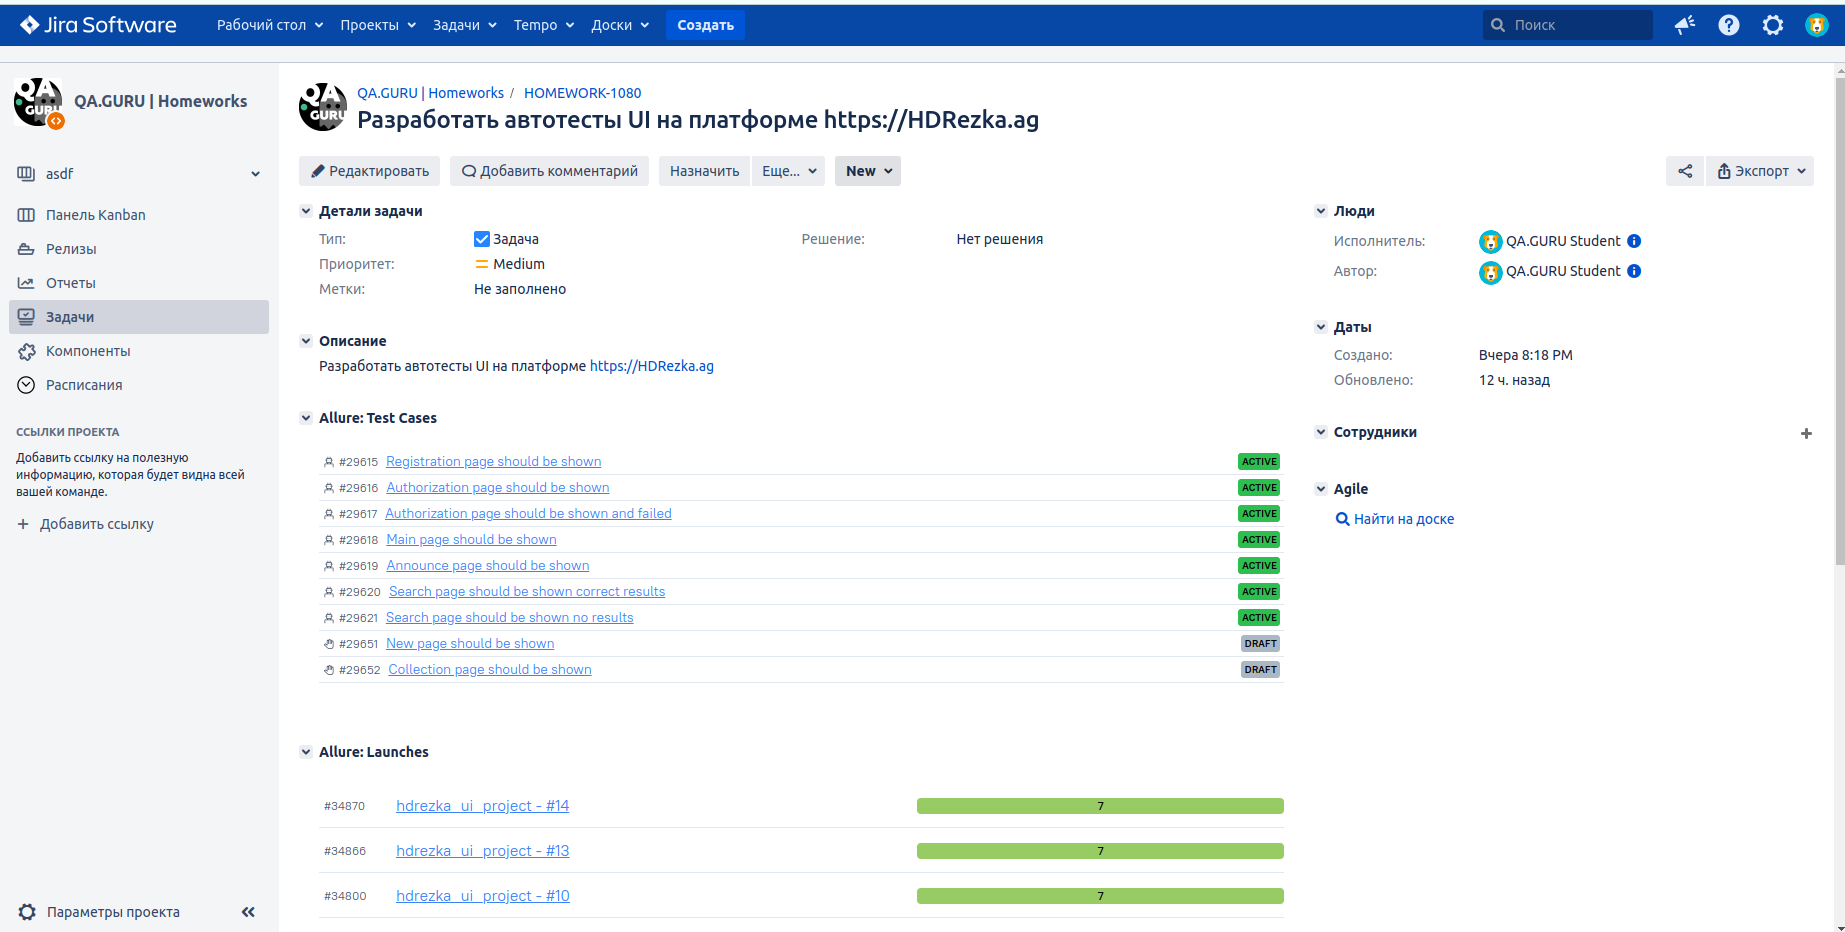 Jira Software
Рабочий стол
Проекты
Задачи
Tempo
Доски
Создать
Поиск
QA
GURU
QA.GURU | Homeworks
asdf
Панель Kanban
Релизы
Отчеты
Задачи
Компоненты
Расписания
ССЫЛКИ ПРОЕКТА
Добавить ссылку на полезную
информацию, которая будет видна всей
вашей команде.
+ Добавить ссылку
Параметры проекта
QA
GURU
QA.GURU | Homeworks / HOMEWORK-1080
Разработать автотесты UI на платформе https://HDRezka.ag
Редактировать
Добавить комментарий
Назначить
Еще...
New
Экспорт
Детали задачи
Тип: Задача
Решение: Нет решения
Приоритет: Medium
Метки: Не заполнено
Описание
Разработать автотесты UI на платформе https://HDRezka.ag
Allure: Test Cases
#29615 Registration page should be shown ACTIVE
#29616 Authorization page should be shown ACTIVE
#29617 Authorization page should be shown and failed ACTIVE
#29618 Main page should be shown ACTIVE
#29619 Announce page should be shown ACTIVE
#29620 Search page should be shown correct results ACTIVE
#29621 Search page should be shown no results ACTIVE
#29651 New page should be shown DRAFT
#29652 Collection page should be shown DRAFT
Allure: Launches
#34870 hdrezka_ui_project - #14 7
#34866 hdrezka_ui_project - #13 7
#34800 hdrezka_ui_project - #10 7
Люди
Исполнитель: QA.GURU Student
Автор: QA.GURU Student
Даты
Создано: Вчера 8:18 PM
Обновлено: 12 ч. назад
Сотрудники
Agile
Найти на доске